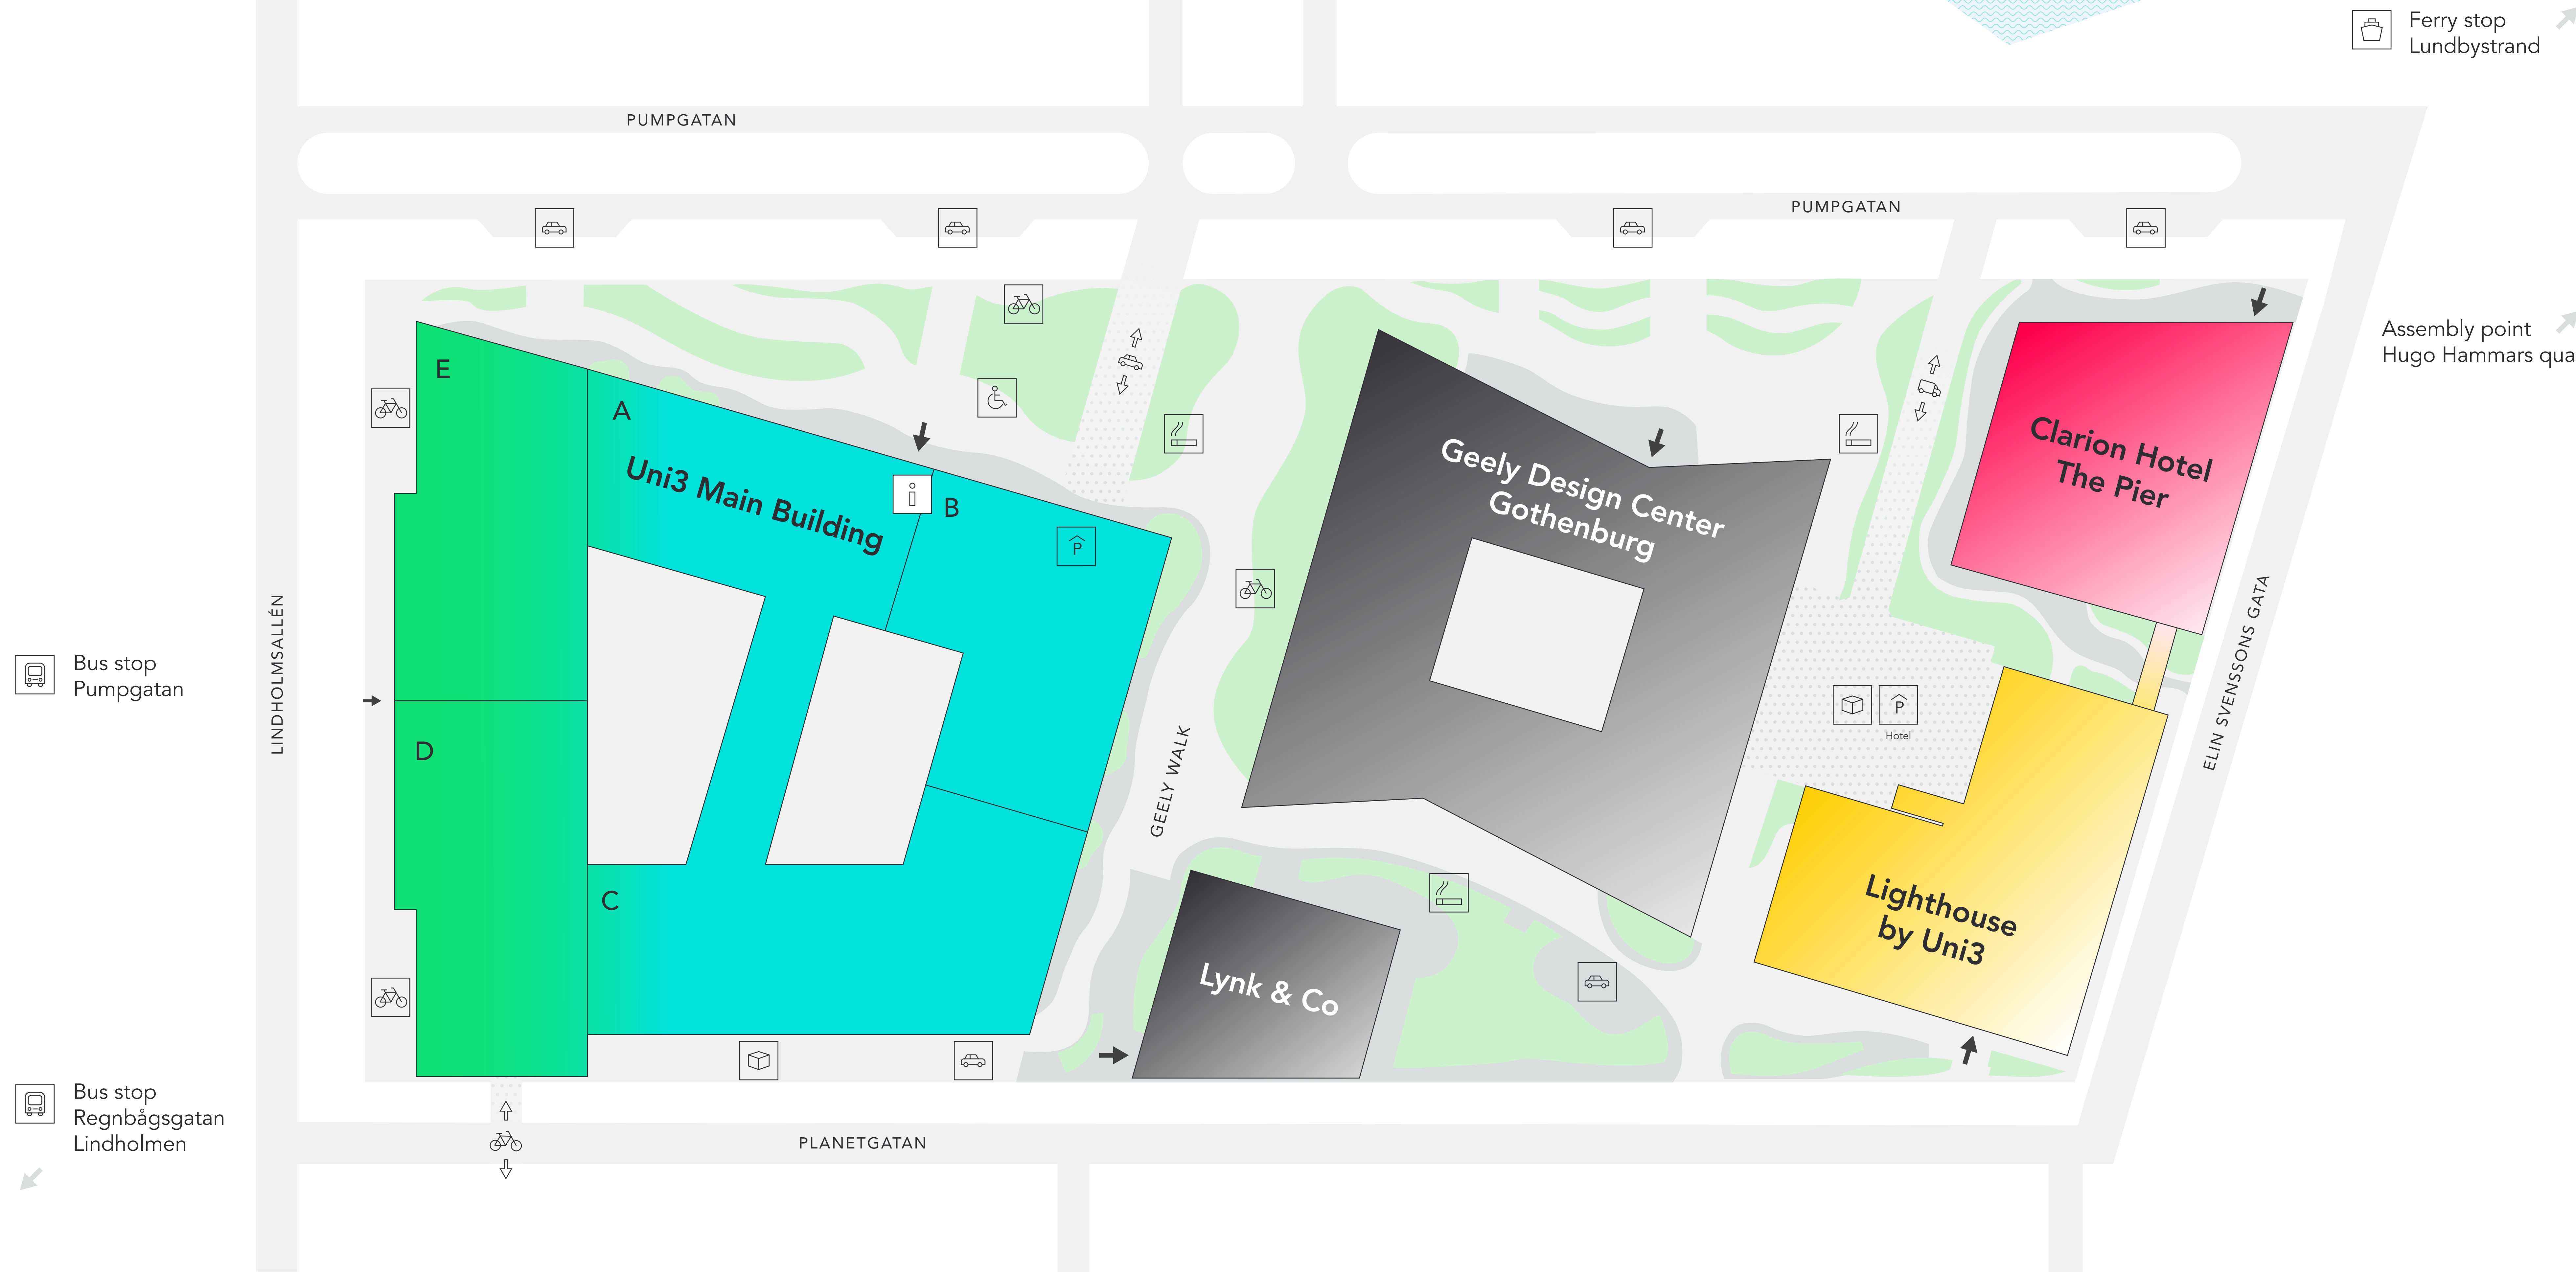 Ferry stop
Lundbystrand
PUMPGATAN
PUMPGATAN
Assembly point
Hugo Hammars qua
E
A
Uni3 Main Building
B
P
Geely Design Center
Gothenburg
Clarion Hotel
The Pier
LINDHOLMSALLÉN
Bus stop
Pumpgatan
D
C
GEELY WALK
P
Hotel
ELIN SVENSSONS GATA
Lighthouse
by Uni3
Lynk & Co
Bus stop
Regnbågsgatan
Lindholmen
PLANETGATAN